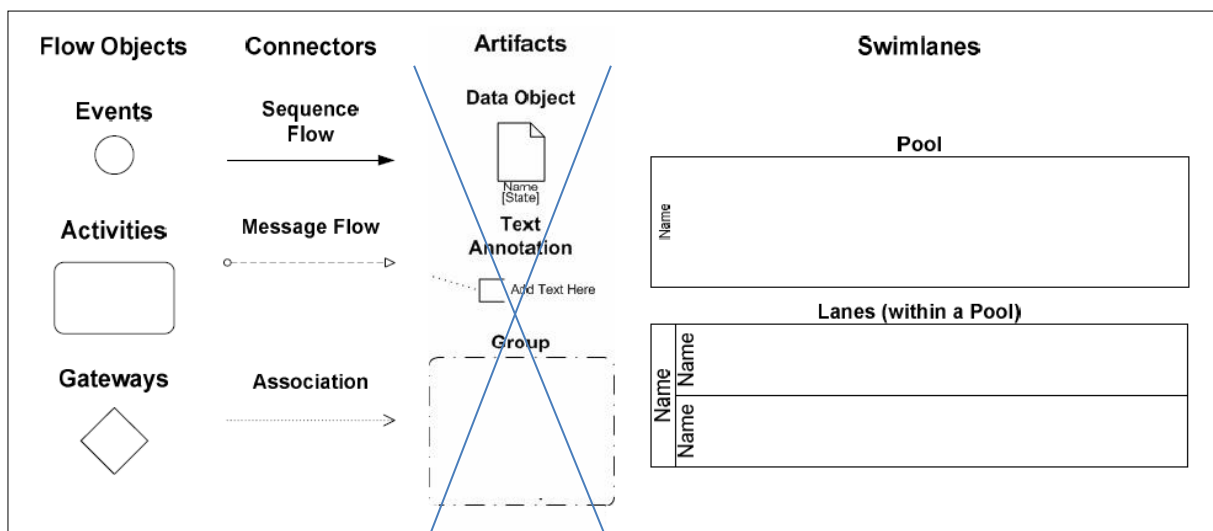 Flow Objects
Events
Activities
Gateways
Connectors
Sequence
Flow
Message Flow
Association
Artifacts
Data Object
Name
[State]
Text
Annotation
Add Text Here
Group
Swimlanes
Pool
Name
Lanes (within a Pool)
Name
Name
Name